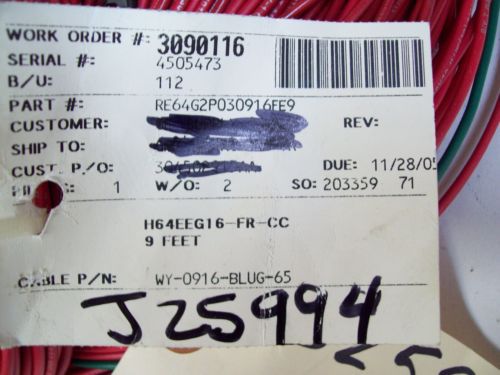 WORK ORDER #: 3090116
SERIAL #: 4505473
B/U: 112
PART #: RE64G2P030916FE9
CUSTOMER: REV:
SHIP TO:
CUST. P/O: DUE: 11/28/05
1 W/O: 2 SO: 203359 71
H64EEG16-FR-CC
9 FEET
CABLE P/N: WY-0916-BLUG-65
J25994